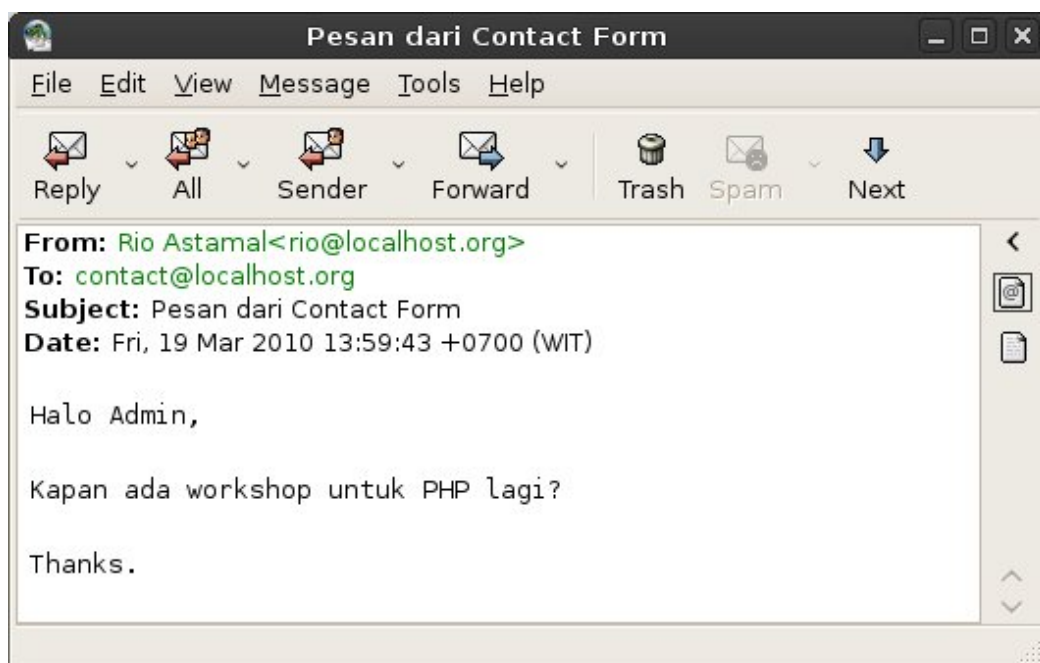 Pesan dari Contact Form
File Edit View Message Tools Help
Reply All Sender Forward Trash Spam Next
From: Rio Astamal<rio@localhost.org>
To: contact@localhost.org
Subject: Pesan dari Contact Form
Date: Fri, 19 Mar 2010 13:59:43 +0700 (WIT)
Halo Admin,
Kapan ada workshop untuk PHP lagi?
Thanks.